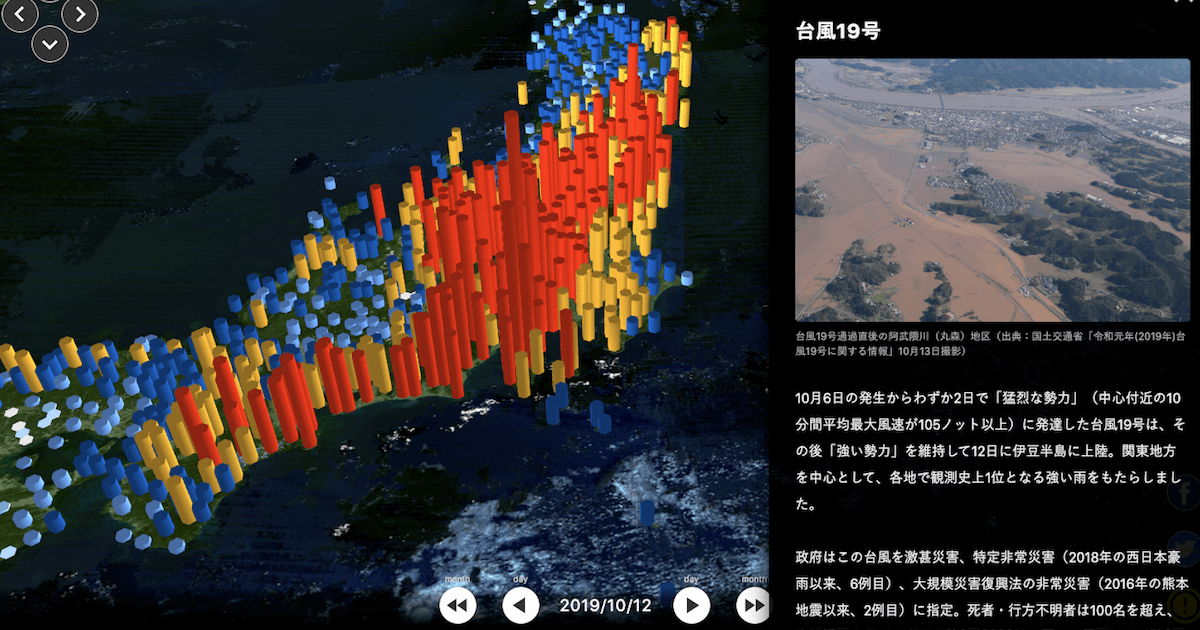 台風19号
台風19号通過直後の阿武隈川（丸森）地区（出典：国土交通省「令和元年(2019年)台
風19号に関する情報」10月13日撮影）
10月6日の発生からわずか2日で「猛烈な勢力」（中心付近の10
分間平均最大風速が105ノット以上）に発達した台風19号は、そ
の後「強い勢力」を維持して12日に伊豆半島に上陸。関東地方
を中心として、各地で観測史上1位となる強い雨をもたらしまし
た。
政府はこの台風を激甚災害、特定非常災害（2018年の西日本豪
雨以来、6例目）、大規模災害復興法の非常災害（2016年の熊本
地震以来、2例目）に指定。死者・行方不明者は100名を超え、
month
day
2019/10/12
day
month